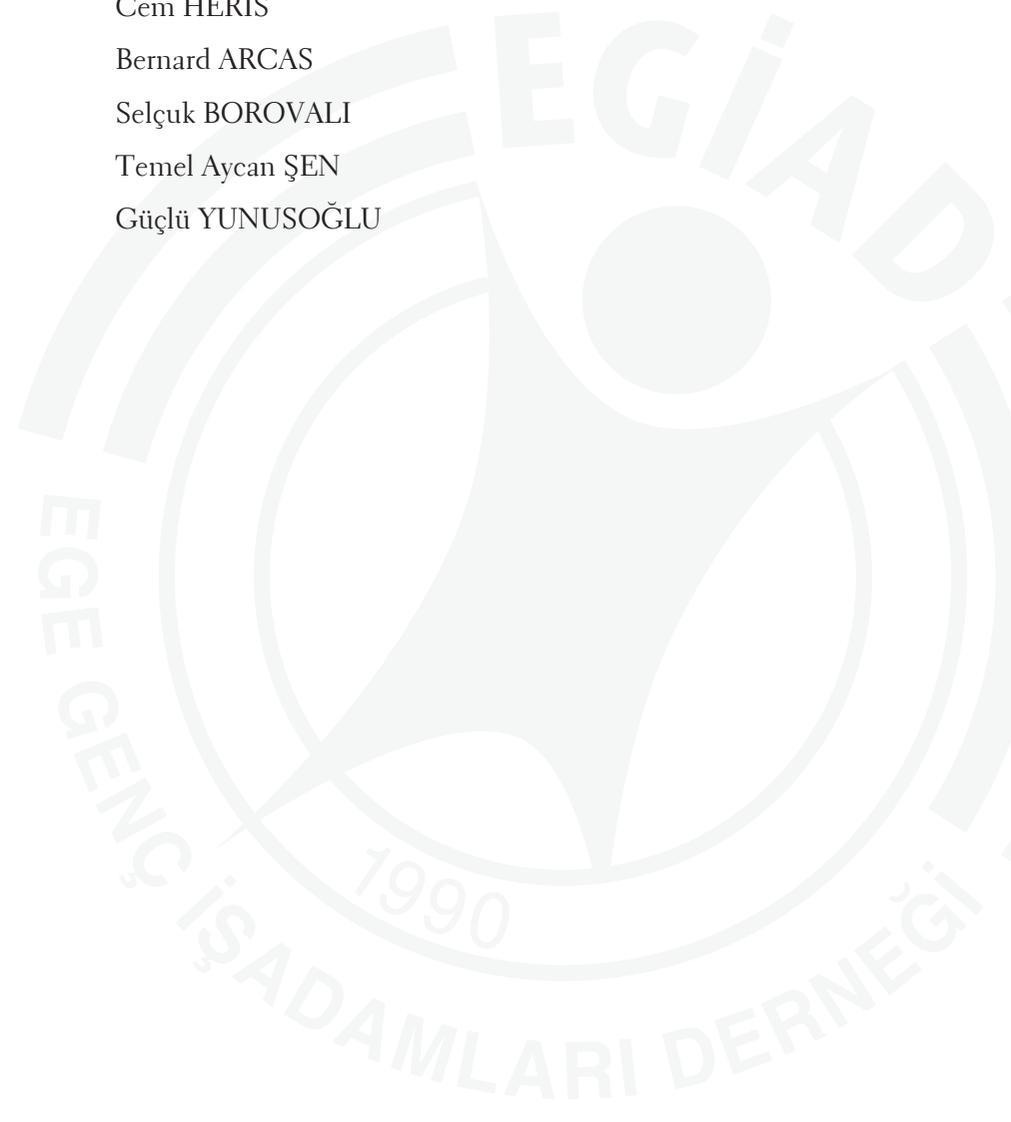 Cem HERİS
Bernard ARCAS
Selçuk BOROVALI
Temel Aycan ŞEN
Güçlü YUNUSOĞLU
EGİAD
EGE GENÇ İŞADAMLARI DERNEĞİ
1990